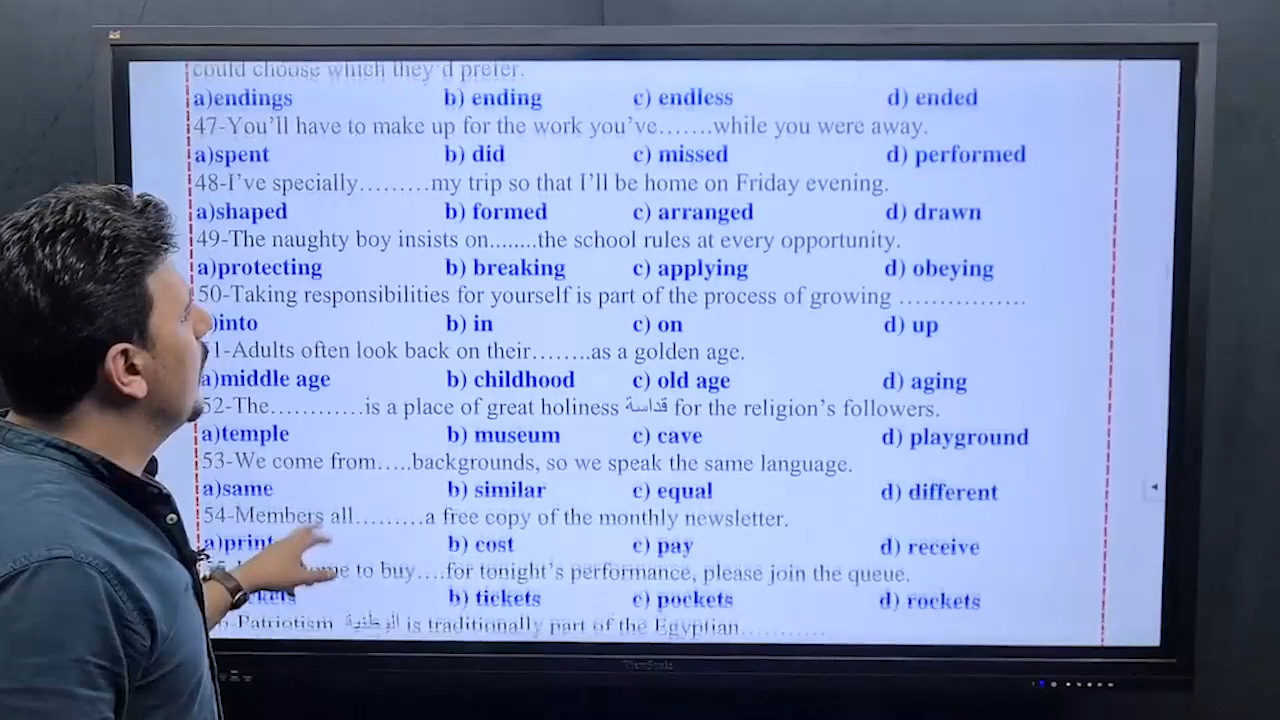 could choose which they'd prefer.
a)endings b) ending c) endless d) ended
47-You'll have to make up for the work you've.......while you were away.
a)spent b) did c) missed d) performed
48-I've specially.........my trip so that I'll be home on Friday evening.
a)shaped b) formed c) arranged d) drawn
49-The naughty boy insists on........the school rules at every opportunity.
a)protecting b) breaking c) applying d) obeying
50-Taking responsibilities for yourself is part of the process of growing ................
)into b) in c) on d) up
1-Adults often look back on their........as a golden age.
a)middle age b) childhood c) old age d) aging
52-The............is a place of great holiness قداسة for the religion's followers.
a)temple b) museum c) cave d) playground
53-We come from.....backgrounds, so we speak the same language.
a)same b) similar c) equal d) different
54-Members all.........a free copy of the monthly newsletter.
a)print b) cost c) pay d) receive
to buy....for tonight's performance, please join the queue.
b) tickets c) pockets d) rockets
-Patriotism الوطنية is traditionally part of the Egyptian............
ViewSonic